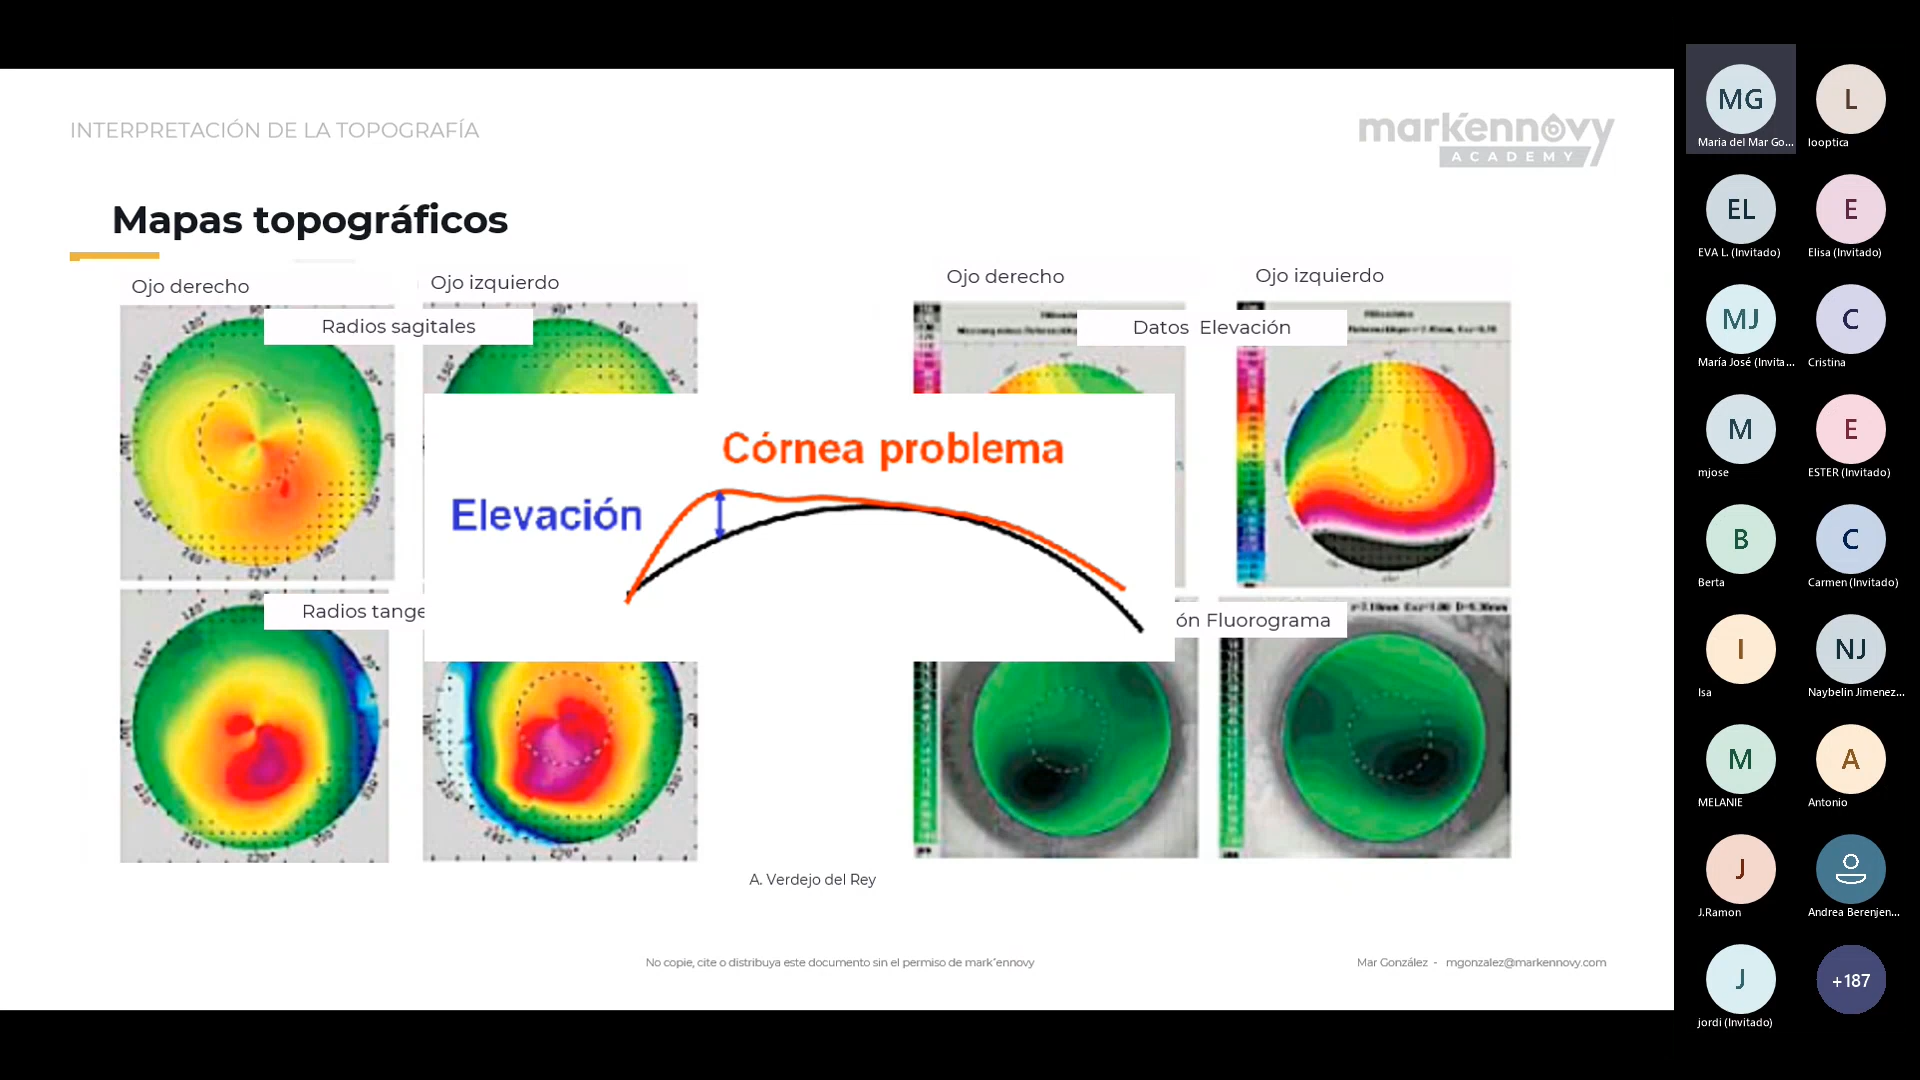 INTERPRETACIÓN DE LA TOPOGRAFÍA
mark'ennovy
ACADEMY
Mapas topográficos
Ojo derecho
Ojo izquierdo
Ojo derecho
Ojo izquierdo
Radios sagitales
Datos Elevación
Córnea problema
Elevación
Radios tange
ón Fluorograma
A. Verdejo del Rey
No copie, cite o distribuya este documento sin el permiso de mark'ennovy
Mar González - mgonzalez@markennovy.com
MG
Maria del Mar Go...
L
looptica
EL
EVA L. (Invitado)
E
Elisa (Invitado)
MJ
María José (Invita...
C
Cristina
M
mjose
E
ESTER (Invitado)
B
Berta
C
Carmen (Invitado)
I
Isa
NJ
Naybelin Jimenez...
M
MELANIE
A
Antonio
J
J.Ramon
Andrea Berenjen...
J
jordi (Invitado)
+187